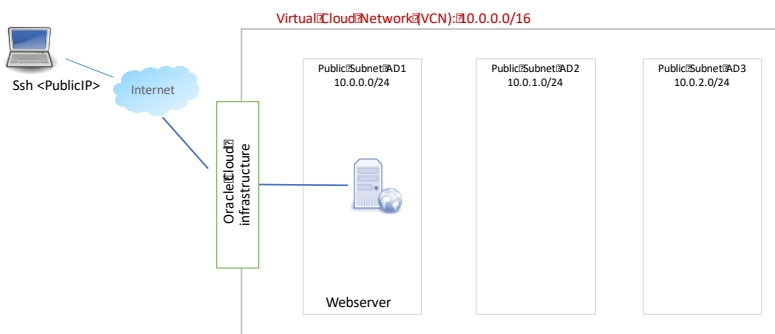 Virtual Cloud Network (VCN): 10.0.0.0/16
Ssh <PublicIP>
Internet
Oracle Cloud
infrastructure
Public Subnet AD1
10.0.0.0/24
Public Subnet AD2
10.0.1.0/24
Public Subnet AD3
10.0.2.0/24
Webserver